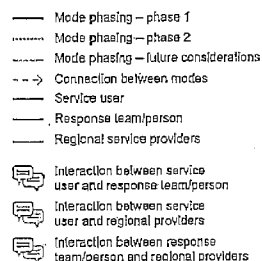 Mode phasing – phase 1
Mode phasing – phase 2
Mode phasing – future considerations
Connection between modes
Service user
Response team/person
Regional service providers
Interaction between service
user and response team/person
Interaction between service
user and regional providers
Interaction between response
team/person and regional providers